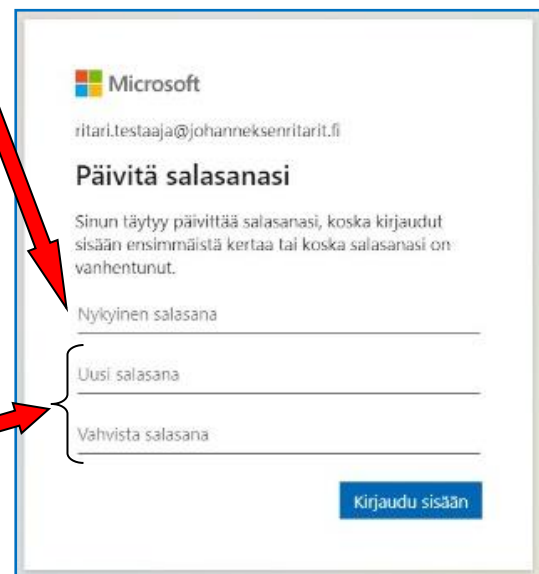 Microsoft
ritari.testaaja@johanneksenritarit.fi
Päivitä salasanasi
Sinun täytyy päivittää salasanasi, koska kirjaudut
sisään ensimmäistä kertaa tai koska salasanasi on
vanhentunut.
Nykyinen salasana
Uusi salasana
Vahvista salasana
Kirjaudu sisään